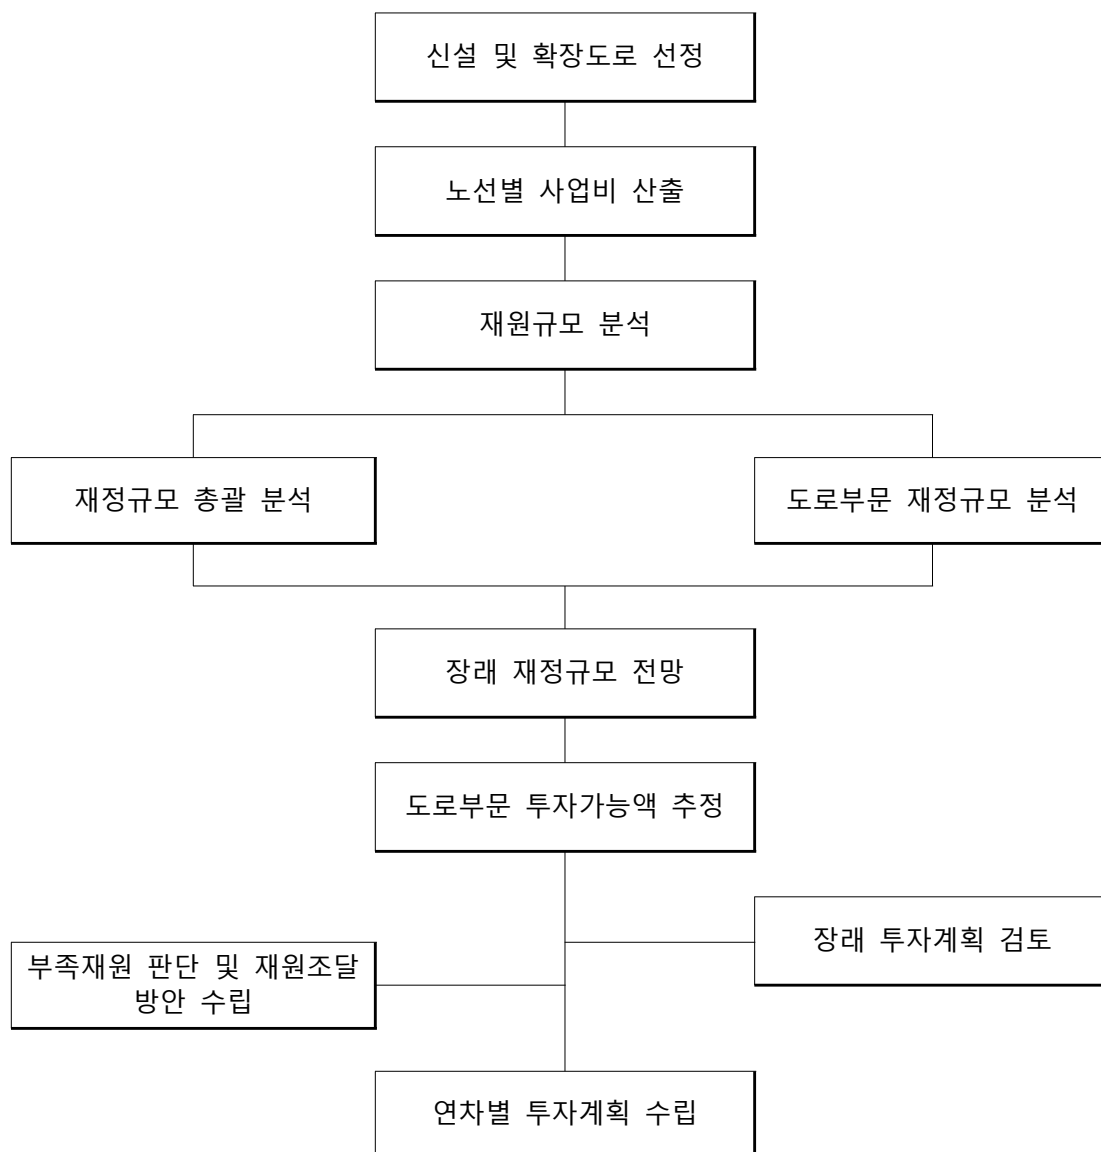 신설 및 확장도로 선정
노선별 사업비 산출
재원규모 분석
재정규모 총괄 분석
도로부문 재정규모 분석
장래 재정규모 전망
도로부문 투자가능액 추정
장래 투자계획 검토
부족재원 판단 및 재원조달
방안 수립
연차별 투자계획 수립